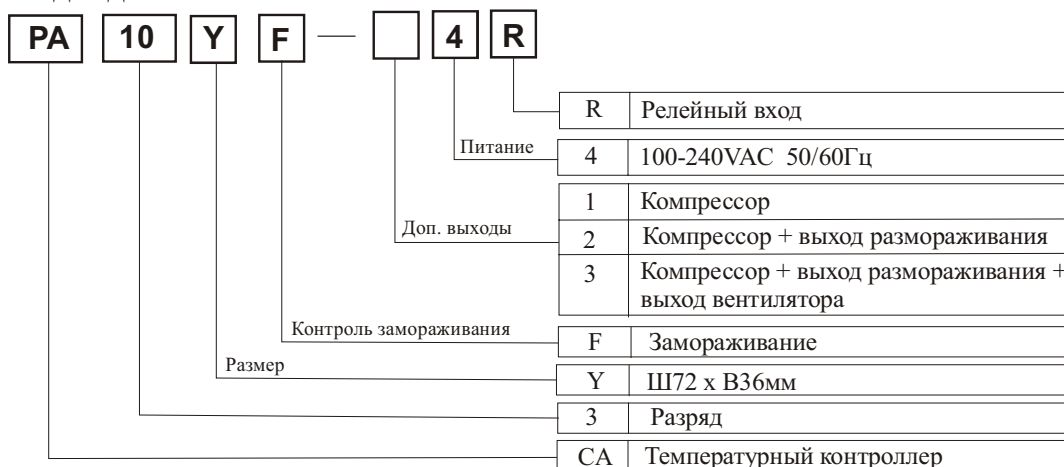 PA 10 Y F — 4 R
R Релейный вход
Питание
4 100-240VAC 50/60Гц
1 Компрессор
Доп. выходы
2 Компрессор + выход размораживания
3 Компрессор + выход размораживания +
выход вентилятора
Контроль замораживания
F Замораживание
Размер
Y Ш72 x В36мм
3 Разряд
CA Температурный контроллер